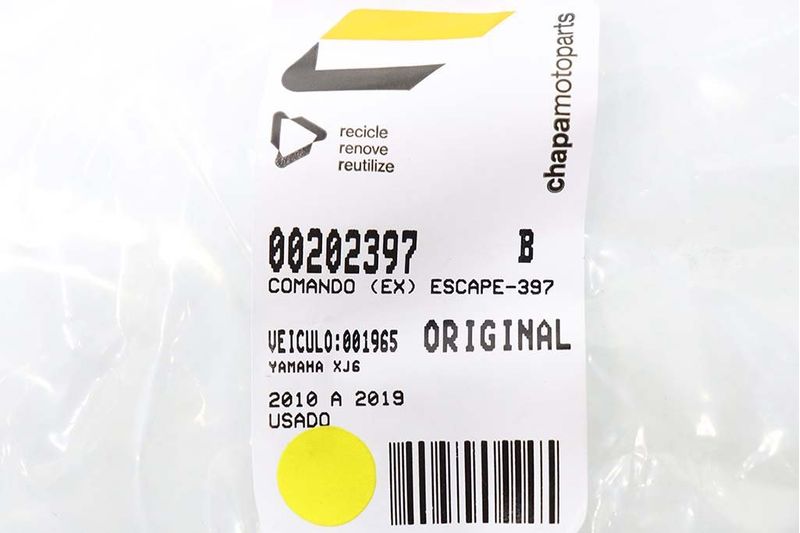 chapamotoparts
recicle
renove
reutilize
00202397 B
COMANDO (EX) ESCAPE-397
VEICULO:001965 ORIGINAL
YAMAHA XJ6
2010 A 2019
USADO